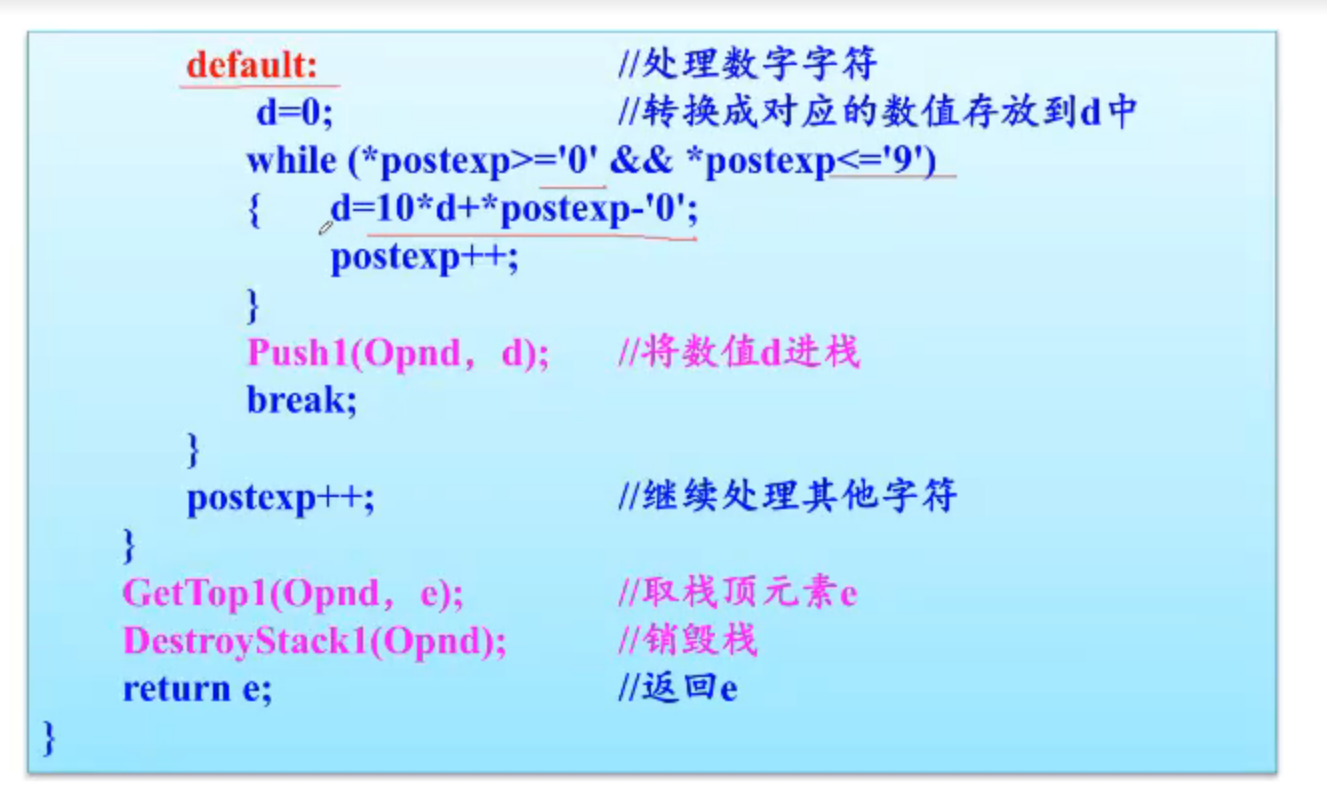 default: //处理数字字符
d=0; //转换成对应的数值存放到d中
while (*postexp>='0' && *postexp<='9')
{ d=10*d+*postexp-'0';
postexp++;
}
Push1(Opnd，d); //将数值d进栈
break;
}
postexp++; //继续处理其他字符
}
GetTop1(Opnd，e); //取栈顶元素e
DestroyStack1(Opnd); //销毁栈
return e; //返回e
}